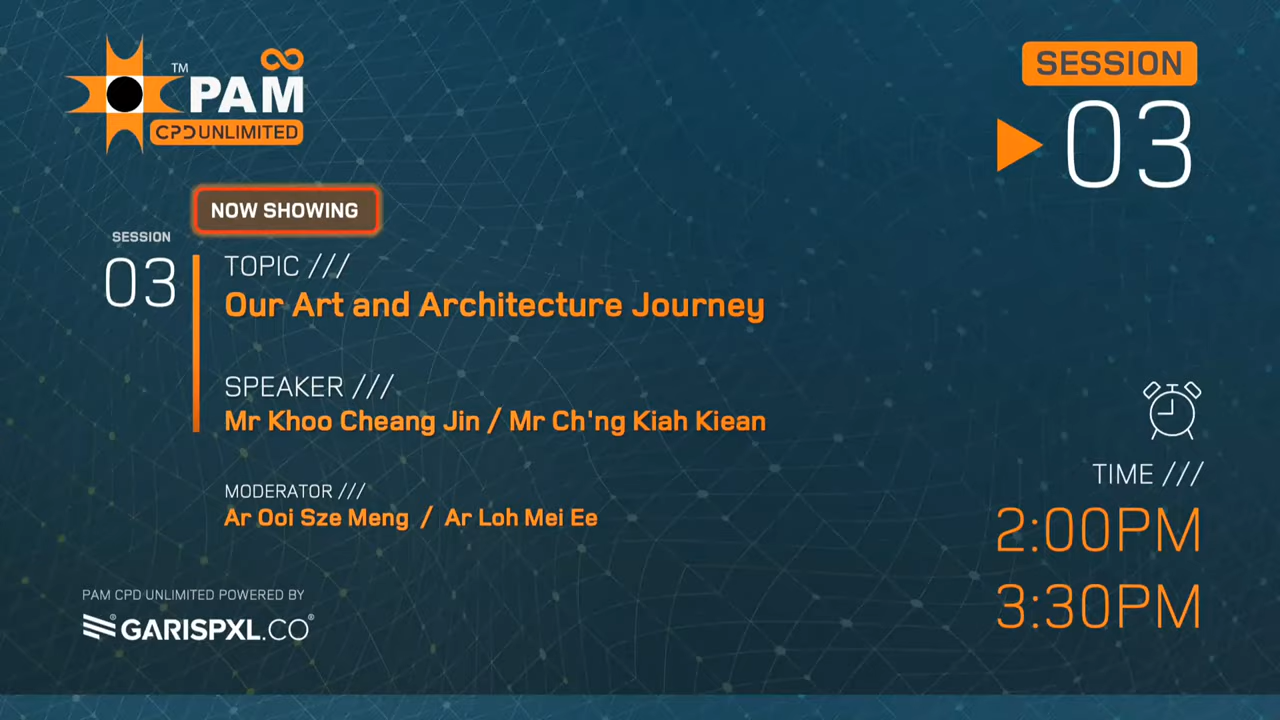 ™
PAM
CPD UNLIMITED
SESSION
03
NOW SHOWING
SESSION
03
TOPIC ///
Our Art and Architecture Journey
SPEAKER ///
Mr Khoo Cheang Jin / Mr Ch'ng Kiah Kiean
MODERATOR ///
Ar Ooi Sze Meng / Ar Loh Mei Ee
TIME ///
2:00PM
3:30PM
PAM CPD UNLIMITED POWERED BY
GARISPXL.CO®